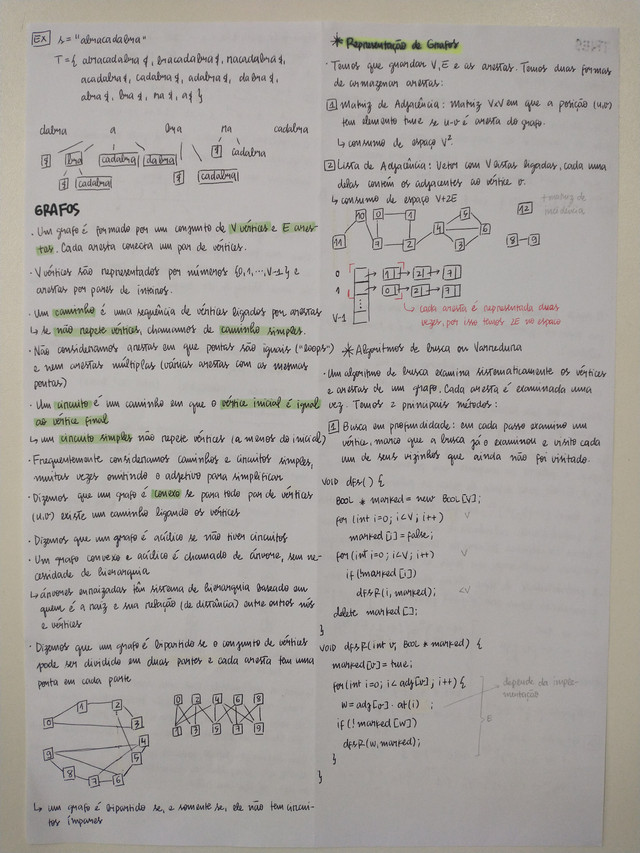 EX s = "abracadabra"
T = { abracadabra $, bracadabra $, racadabra $,
acadabra $, cadabra $, adabra $, dabra $,
abra $, bra $, ra $, a $ }
dabra a bra ra cadabra
$ bra cadabra dabra $ cadabra
$ cadabra $ cadabra
GRAFOS
· Um grafo é formado por um conjunto de V vértices e E ares-
tas. Cada aresta conecta um par de vértices.
· V vértices são representados por números {0,1,...,V-1} e
arestas por pares de inteiros.
· Um caminho é uma sequência de vértices ligados por arestas
↳ se não repete vértices, chamamos de caminho simples.
· Não consideramos arestas em que pontas são iguais ("loops")
e nem arestas múltiplas (várias arestas com as mesmas
pontas)
· Um circuito é um caminho em que o vértice inicial é igual
ao vértice final
↳ um circuito simples não repete vértices (a menos do inicial)
· Frequentemente consideramos caminhos e circuitos simples,
muitas vezes omitindo o adjetivo para simplificar
· Dizemos que um grafo é conexo se para todo par de vértices
(u,v) existe um caminho ligando os vértices
· Dizemos que um grafo é acíclico se não tiver circuitos
· Um grafo convexo e acíclico é chamado de árvore, sem ne-
cessidade de hierarquia
↳ árvores enraizadas têm sistema de hierarquia baseado em
quem é a raiz e sua relação (de distância) entre outros nós
e vértices
· Dizemos que um grafo é bipartido se o conjunto de vértices
pode ser dividido em duas partes e cada aresta tem uma
ponta em cada parte
0 1 2 3 4 5 6 7 8 9
0 2 4 6 8
1 3 5 7 9
↳ um grafo é bipartido se, e somente se, ele não tem circui-
tos ímpares
* Representação de Grafos
· Temos que guardar V, E e as arestas. Temos duas formas
de armazenar arestas:
1 Matriz de Adjacência: matriz VxV em que a posição (u,v)
tem elemento true se u-v é aresta do grafo.
↳ consumo de espaço V².
2 Lista de Adjacência: Vetor com V listas ligadas, cada uma
delas contém os adjacentes ao vértice v.
↳ consumo de espaço V+2E
+ matriz de
incidência
10 0 1 5 12
11 7 2 4 6 3 8 - 9
0 → 1 → 2 → 7
1 → 0 → 2 → 7
⋮
V-1
↳ cada aresta é representada duas
vezes, por isso temos 2E no espaço
* Algoritmos de busca ou Varredura
· Um algoritmo de busca examina sistematicamente os vértices
e arestas de um grafo. Cada aresta é examinada uma
vez. Temos 2 principais métodos:
1 Busca em profundidade: em cada passo examino um
vértice, marco que a busca já o examinou e visito cada
um de seus vizinhos que ainda não foi visitado.
void dfs() {
Bool * marked = new Bool[V];
for (int i=0; i<V; i++) V
marked[i] = false;
for (int i=0; i<V; i++) V
if (!marked[i])
dfsR(i, marked); <V
delete marked[];
}
void dfsR(int v, Bool * marked) {
marked[v] = true;
for (int i=0; i < adj[v]; i++) {
w = adj[v].at(i) ;
depende da imple-
mentação
if (!marked[w]) E
dfsR(w, marked);
}
}